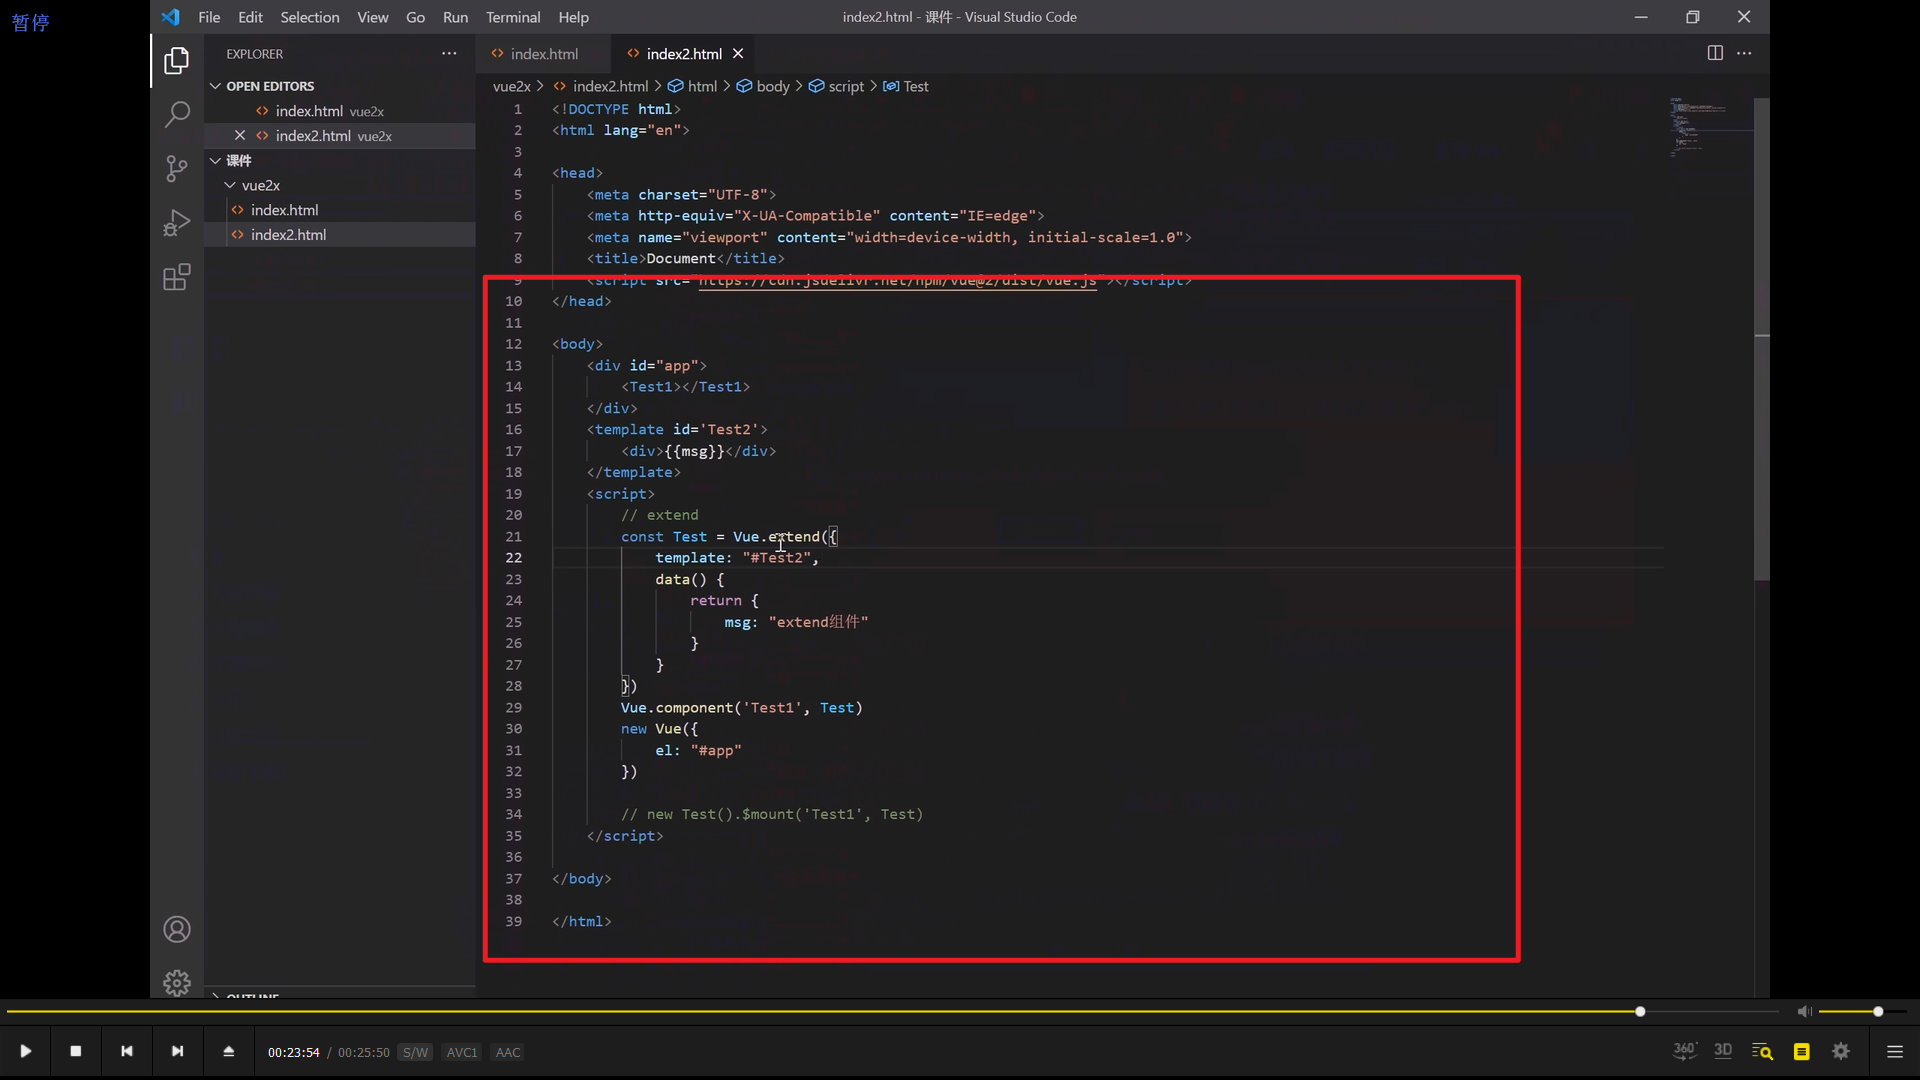 暂停
File Edit Selection View Go Run Terminal Help
index2.html - 课件 - Visual Studio Code
EXPLORER
OPEN EDITORS
index.html vue2x
index2.html vue2x
课件
vue2x
index.html
index2.html
OUTLINE
index.html
index2.html
vue2x > index2.html > html > body > script > Test
1 <!DOCTYPE html>
2 <html lang="en">
3
4 <head>
5 <meta charset="UTF-8">
6 <meta http-equiv="X-UA-Compatible" content="IE=edge">
7 <meta name="viewport" content="width=device-width, initial-scale=1.0">
8 <title>Document</title>
9 <script src="https://cdn.jsdelivr.net/npm/vue@2/dist/vue.js"></script>
10 </head>
11
12 <body>
13 <div id="app">
14 <Test1></Test1>
15 </div>
16 <template id='Test2'>
17 <div>{{msg}}</div>
18 </template>
19 <script>
20 // extend
21 const Test = Vue.extend({
22 template: "#Test2",
23 data() {
24 return {
25 msg: "extend组件"
26 }
27 }
28 })
29 Vue.component('Test1', Test)
30 new Vue({
31 el: "#app"
32 })
33
34 // new Test().$mount('Test1', Test)
35 </script>
36
37 </body>
38
39 </html>
00:23:54 / 00:25:50 S/W AVC1 AAC
360° 3D